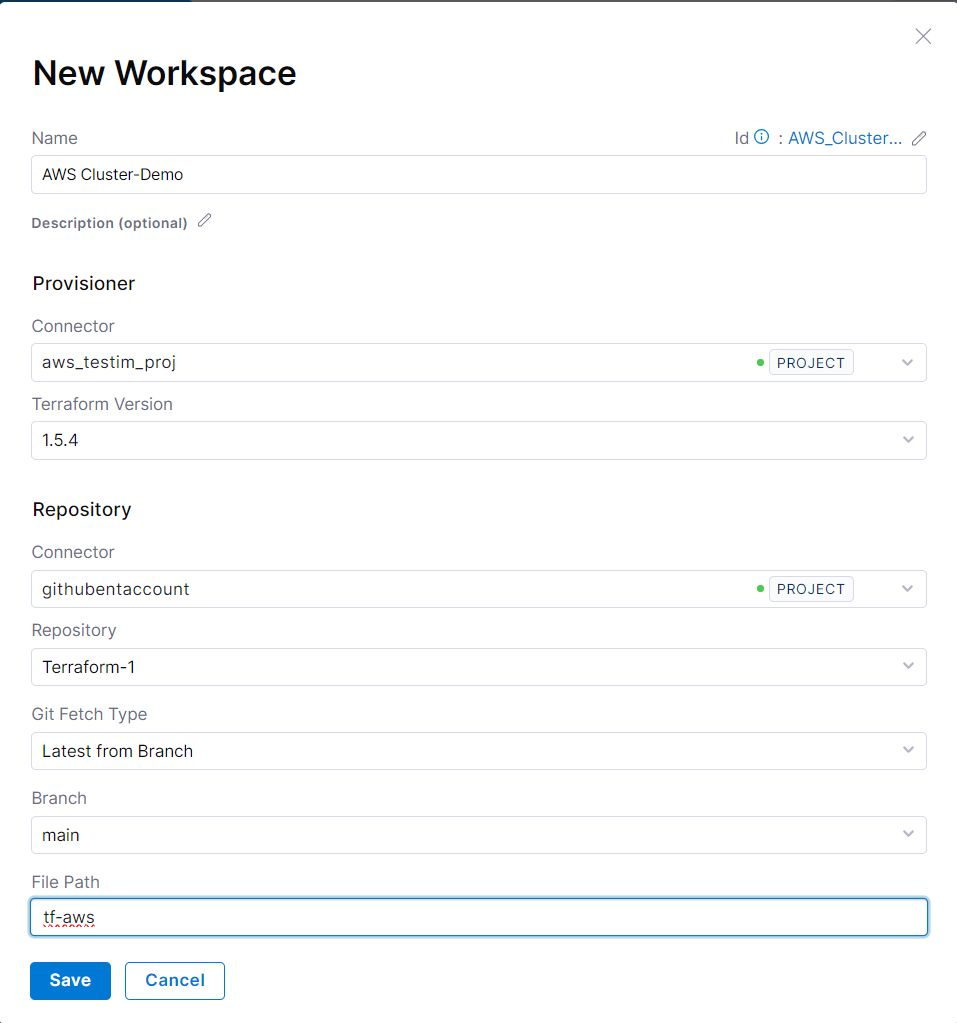 New Workspace
Name
Id : AWS_Cluster...
AWS Cluster-Demo
Description (optional)
Provisioner
Connector
aws_testim_proj PROJECT
Terraform Version
1.5.4
Repository
Connector
githubentaccount PROJECT
Repository
Terraform-1
Git Fetch Type
Latest from Branch
Branch
main
File Path
tf-aws
Save Cancel